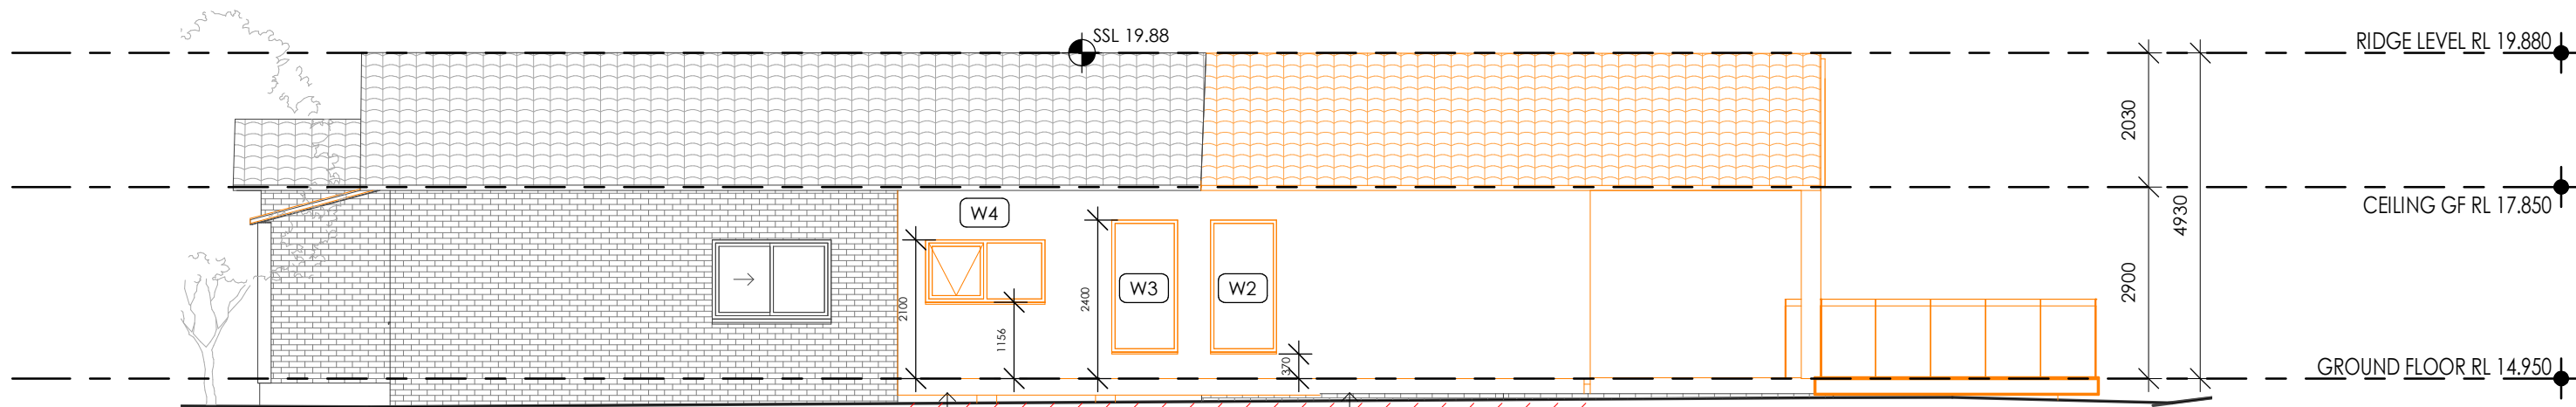 SSL 19.88
RIDGE LEVEL RL 19.880
2030
CEILING GF RL 17.850
4930
W4
W3
W2
2100
1156
2400
370
2900
GROUND FLOOR RL 14.950